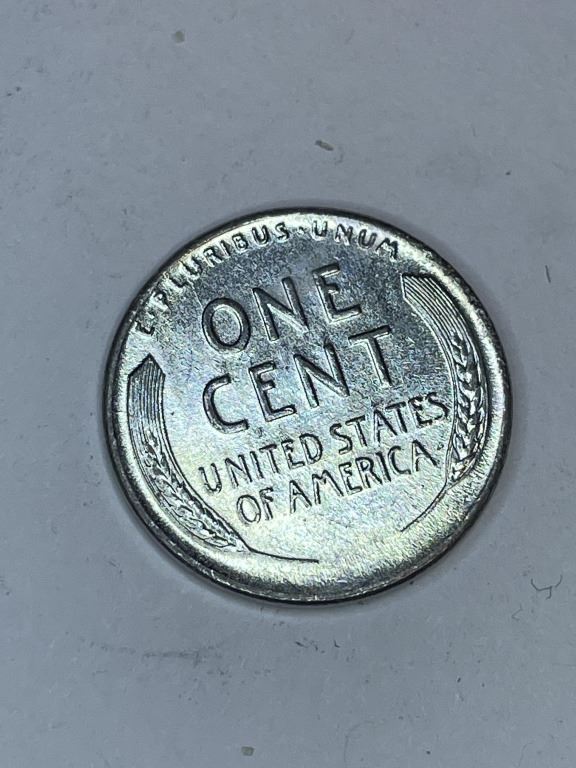 E·PLURIBUS·UNUM
ONE
CENT
UNITED STATES
OF AMERICA